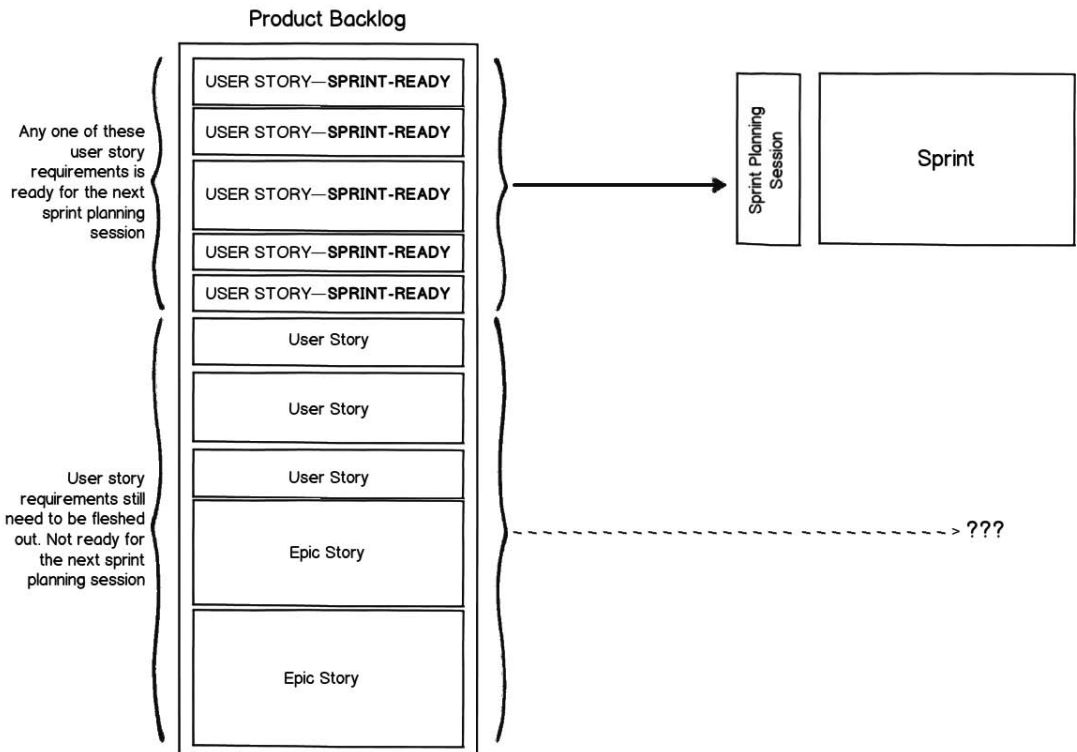 Product Backlog
Any one of these
user story
requirements is
ready for the next
sprint planning
session
USER STORY—SPRINT-READY
USER STORY—SPRINT-READY
USER STORY—SPRINT-READY
USER STORY—SPRINT-READY
USER STORY—SPRINT-READY
Sprint Planning
Session
Sprint
User story
requirements still
need to be fleshed
out. Not ready for
the next sprint
planning session
User Story
User Story
User Story
Epic Story
Epic Story
???